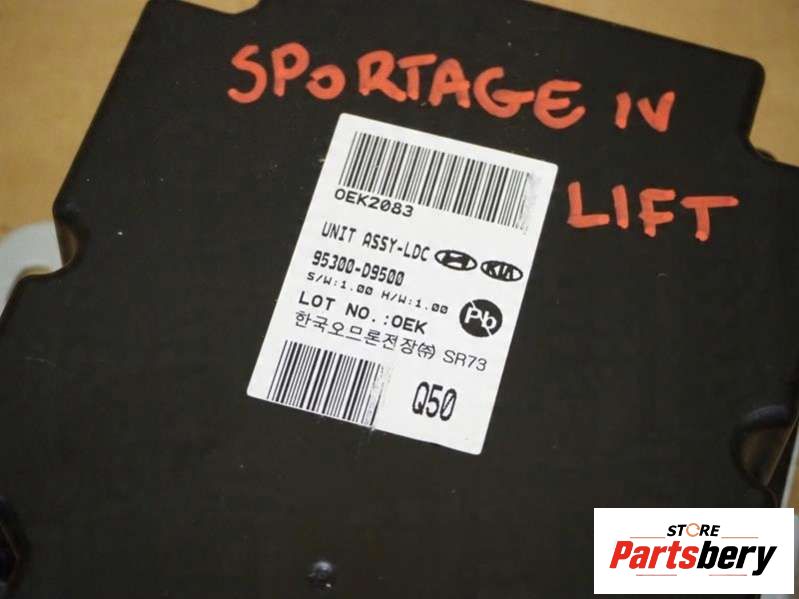 SPORTAGE IV
LIFT
OEK2083
UNIT ASSY-LDC
KIA
95300-D9500
S/W:1.00 H/W:1.00
LOT NO.:OEK
Pb
한국오므론전장㈜ SR73
Q50
STORE
Partsbery